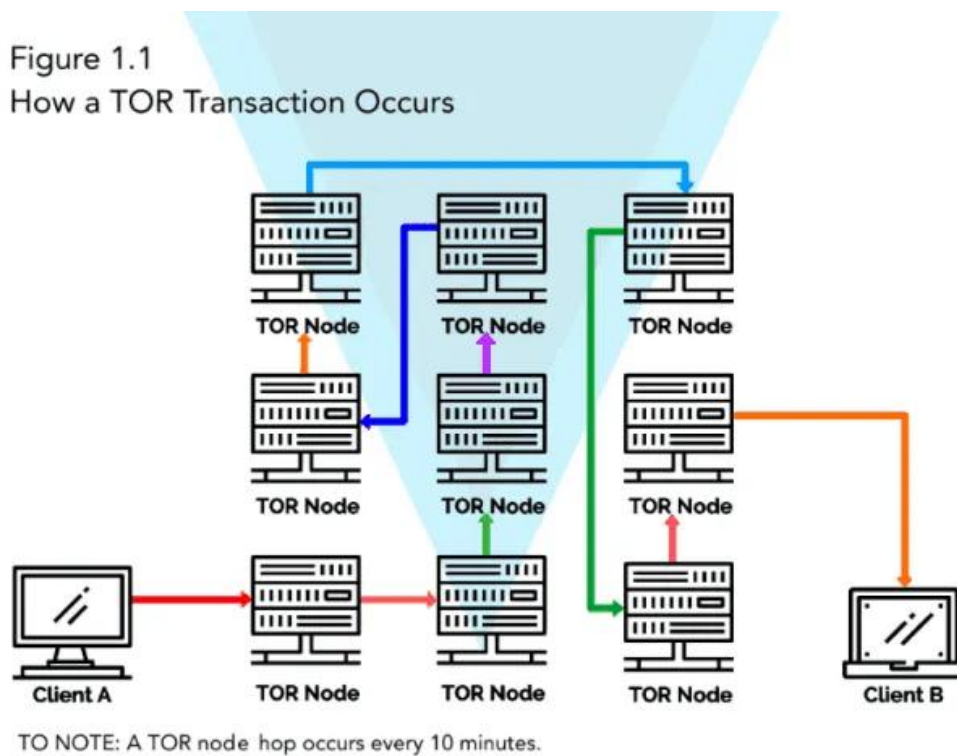 Figure 1.1
How a TOR Transaction Occurs
TOR Node TOR Node TOR Node
TOR Node TOR Node TOR Node
Client A TOR Node TOR Node TOR Node Client B
TO NOTE: A TOR node hop occurs every 10 minutes.